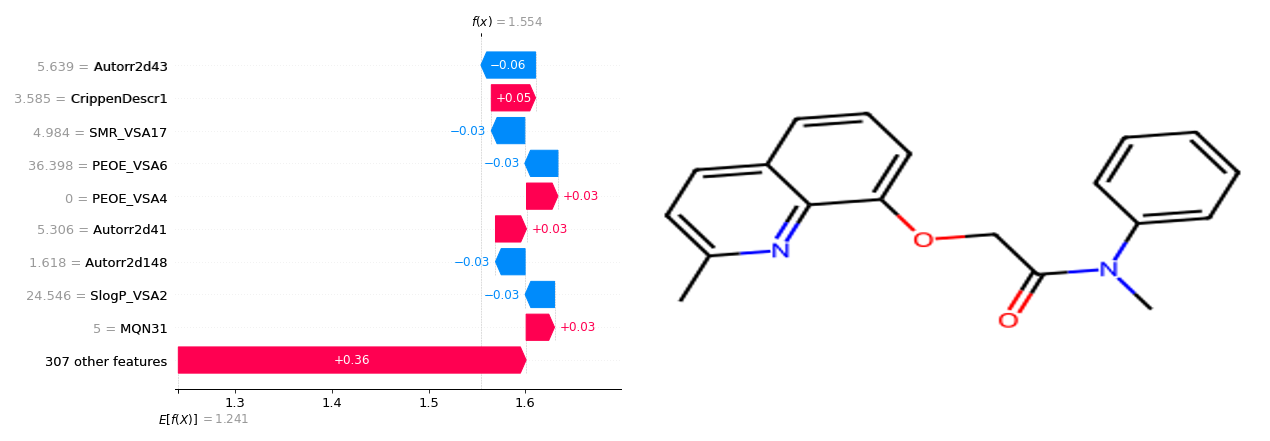 f(x) = 1.554
5.639 = Autorr2d43 −0.06
3.585 = CrippenDescr1 +0.05
4.984 = SMR_VSA17 −0.03
36.398 = PEOE_VSA6 −0.03
0 = PEOE_VSA4 +0.03
5.306 = Autorr2d41 +0.03
1.618 = Autorr2d148 −0.03
24.546 = SlogP_VSA2 −0.03
5 = MQN31 +0.03
307 other features +0.36
1.3 1.4 1.5 1.6
E[f(X)] = 1.241
N O O N